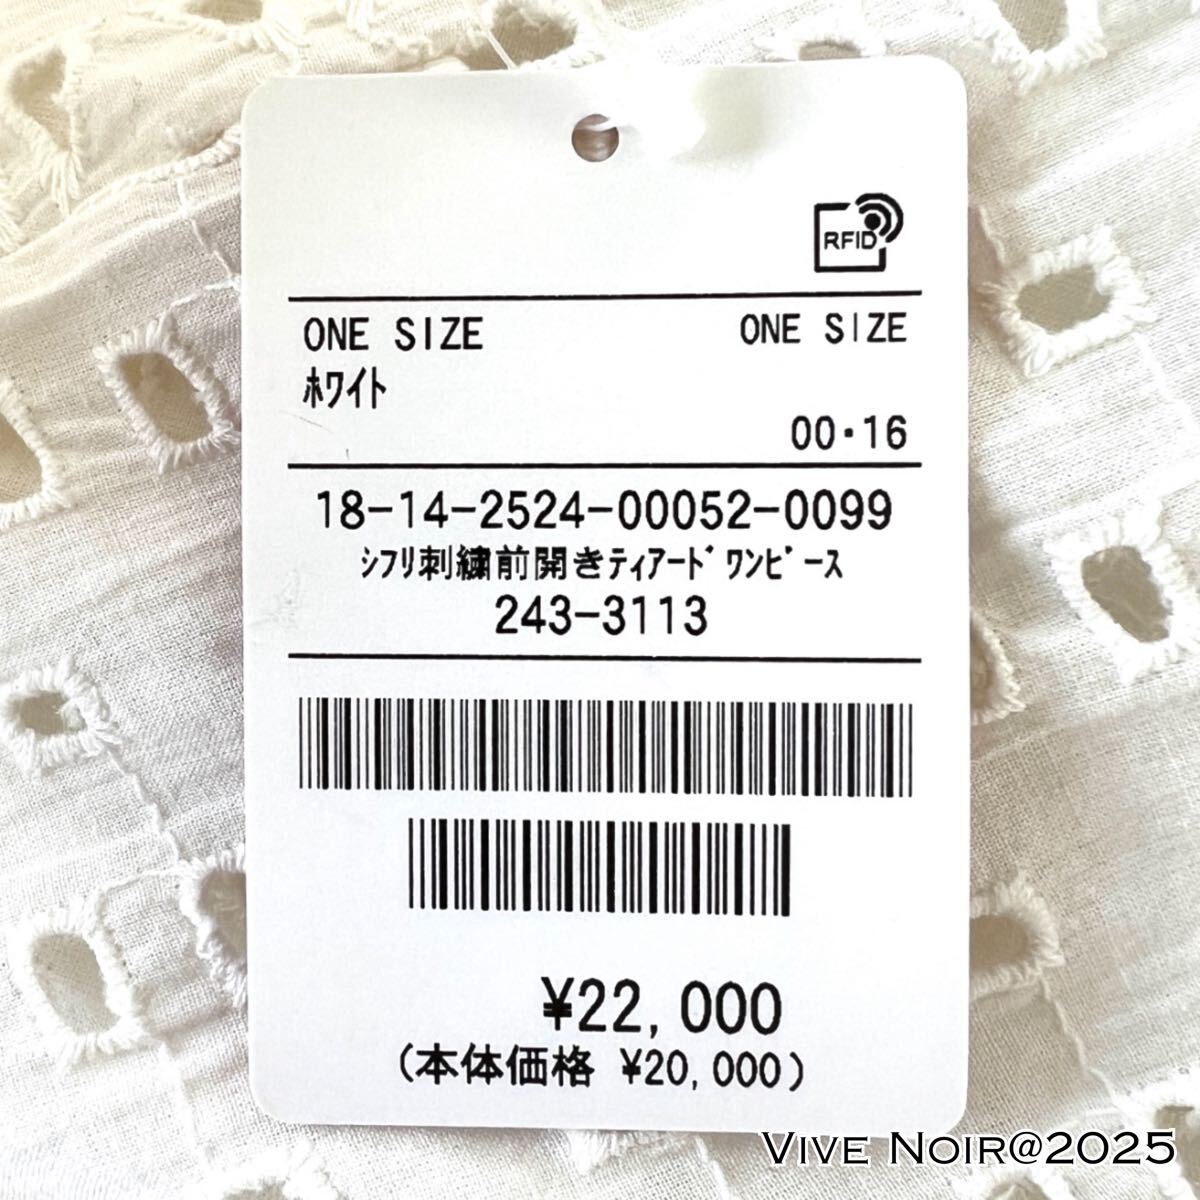 RFID
ONE SIZE ONE SIZE
ﾎﾜｲﾄ
00・16
18-14-2524-00052-0099
ｼﾌﾘ刺繍前開きﾃｨｱｰﾄﾞﾜﾝﾋﾟｰｽ
243-3113
¥22,000
(本体価格 ¥20,000)
VIVE NOIR@2025